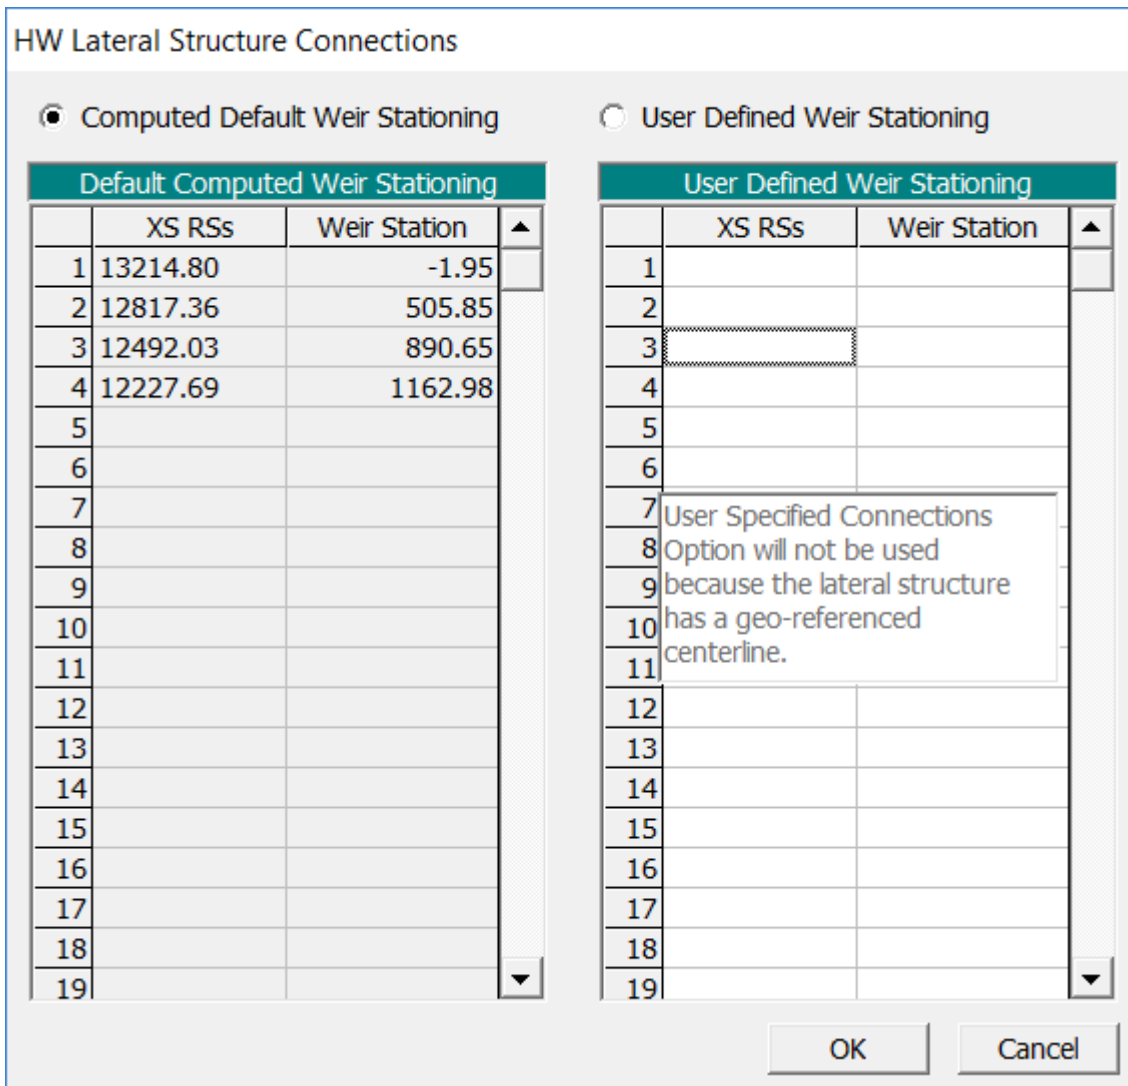 HW Lateral Structure Connections
Computed Default Weir Stationing
User Defined Weir Stationing
Default Computed Weir Stationing
XS RSs Weir Station
1 13214.80 -1.95
2 12817.36 505.85
3 12492.03 890.65
4 12227.69 1162.98
5
6
7
8
9
10
11
12
13
14
15
16
17
18
19
User Defined Weir Stationing
XS RSs Weir Station
1
2
3
4
5
6
7
8
9
10
11
12
13
14
15
16
17
18
19
User Specified Connections
Option will not be used
because the lateral structure
has a geo-referenced
centerline.
OK Cancel